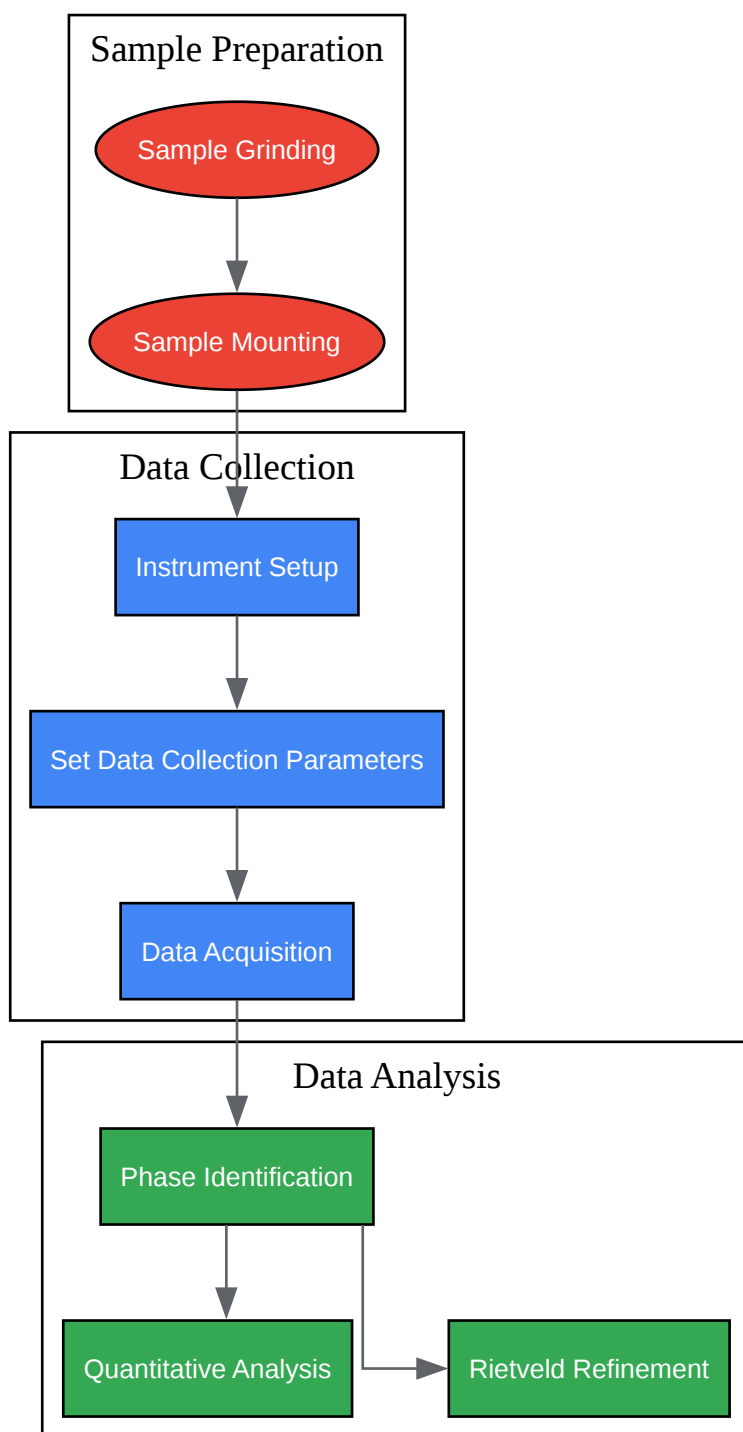 Sample Preparation
Sample Grinding
Sample Mounting
Data Collection
Instrument Setup
Set Data Collection Parameters
Data Acquisition
Data Analysis
Phase Identification
Quantitative Analysis
Rietveld Refinement